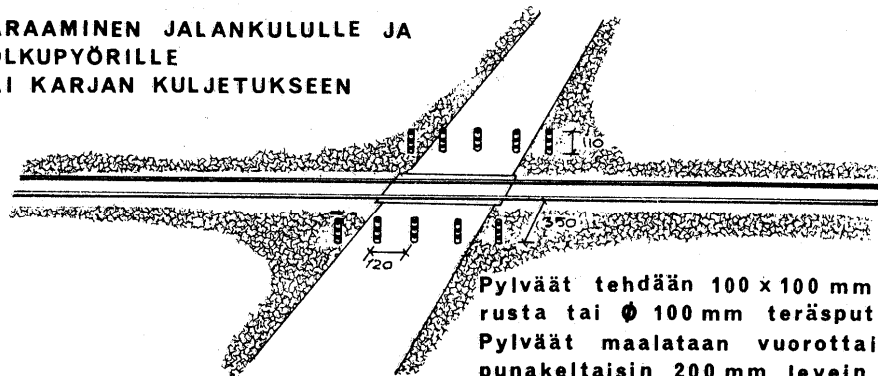 ARAAMINEN JALANKULULLE JA
OLKUPYÖRILLE
AI KARJAN KULJETUKSEEN
110
350
120
Pylväät tehdään 100 x 100 mm
rusta tai Ø 100 mm teräsput
Pylväät maalataan vuorottai
punakeltaisin 200 mm levein